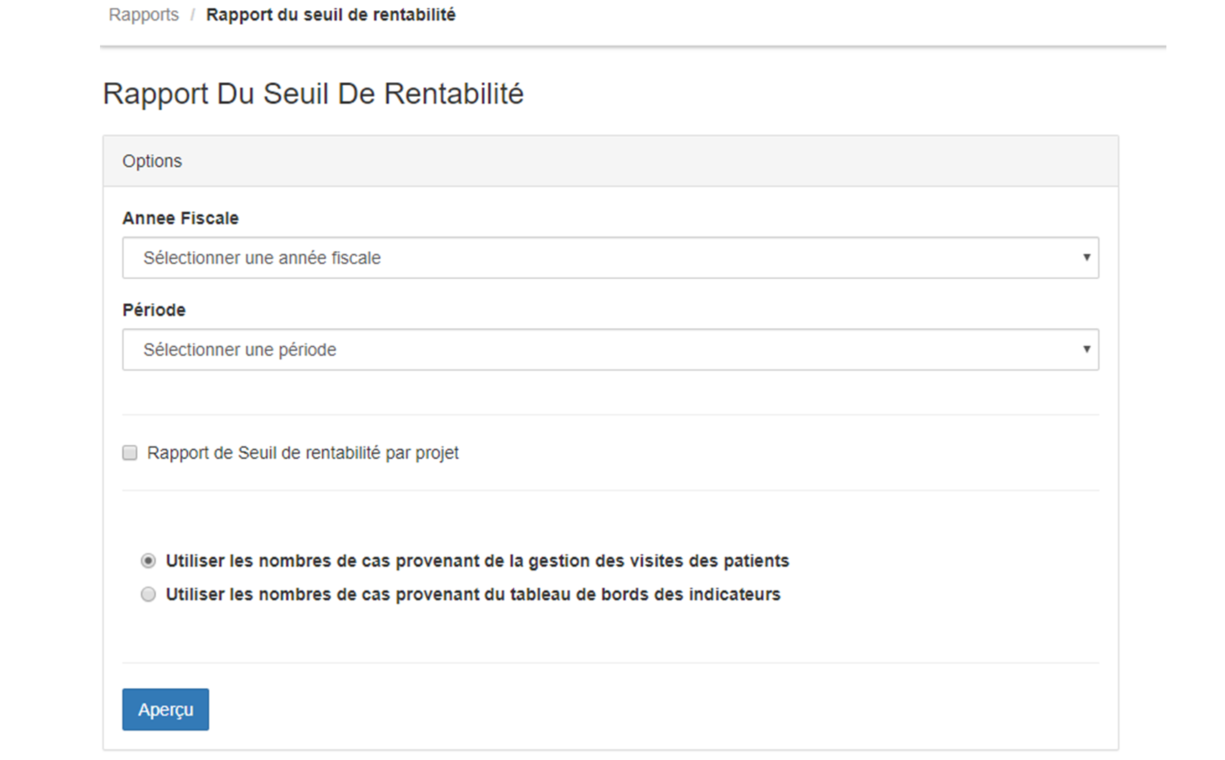 Rapports / Rapport du seuil de rentabilité
Rapport Du Seuil De Rentabilité
Options
Annee Fiscale
Sélectionner une année fiscale
Période
Sélectionner une période
Rapport de Seuil de rentabilité par projet
Utiliser les nombres de cas provenant de la gestion des visites des patients
Utiliser les nombres de cas provenant du tableau de bords des indicateurs
Aperçu